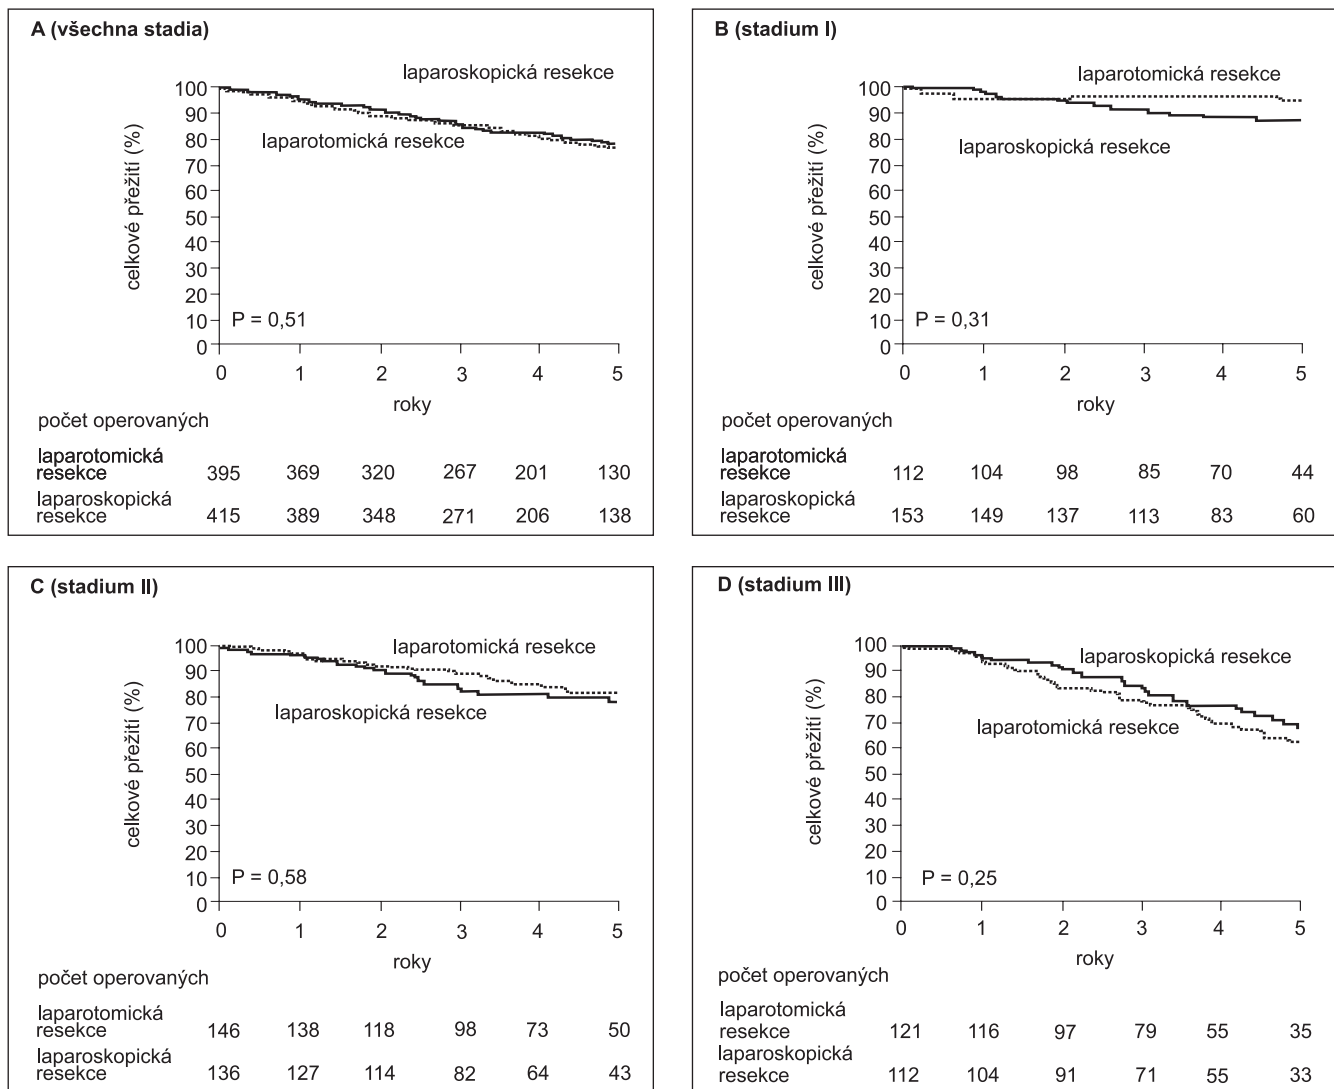 A (všechna stadia)
laparoskopická resekce
laparotomická resekce
celkové přežití (%)
100
90
80
70
60
50
40
30
20
10
0
P = 0,51
0 1 2 3 4 5
roky
počet operovaných
laparotomická
resekce 395 369 320 267 201 130
laparoskopická
resekce 415 389 348 271 206 138
B (stadium I)
laparotomická resekce
laparoskopická resekce
celkové přežití (%)
100
90
80
70
60
50
40
30
20
10
0
P = 0,31
0 1 2 3 4 5
roky
počet operovaných
laparotomická
resekce 112 104 98 85 70 44
laparoskopická
resekce 153 149 137 113 83 60
C (stadium II)
laparotomická resekce
laparoskopická resekce
celkové přežití (%)
100
90
80
70
60
50
40
30
20
10
0
P = 0,58
0 1 2 3 4 5
roky
počet operovaných
laparotomická
resekce 146 138 118 98 73 50
laparoskopická
resekce 136 127 114 82 64 43
D (stadium III)
laparoskopická resekce
laparotomická resekce
celkové přežití (%)
100
90
80
70
60
50
40
30
20
10
0
P = 0,25
0 1 2 3 4 5
roky
počet operovaných
laparotomická
resekce 121 116 97 79 55 35
laparoskopická
resekce 112 104 91 71 55 33